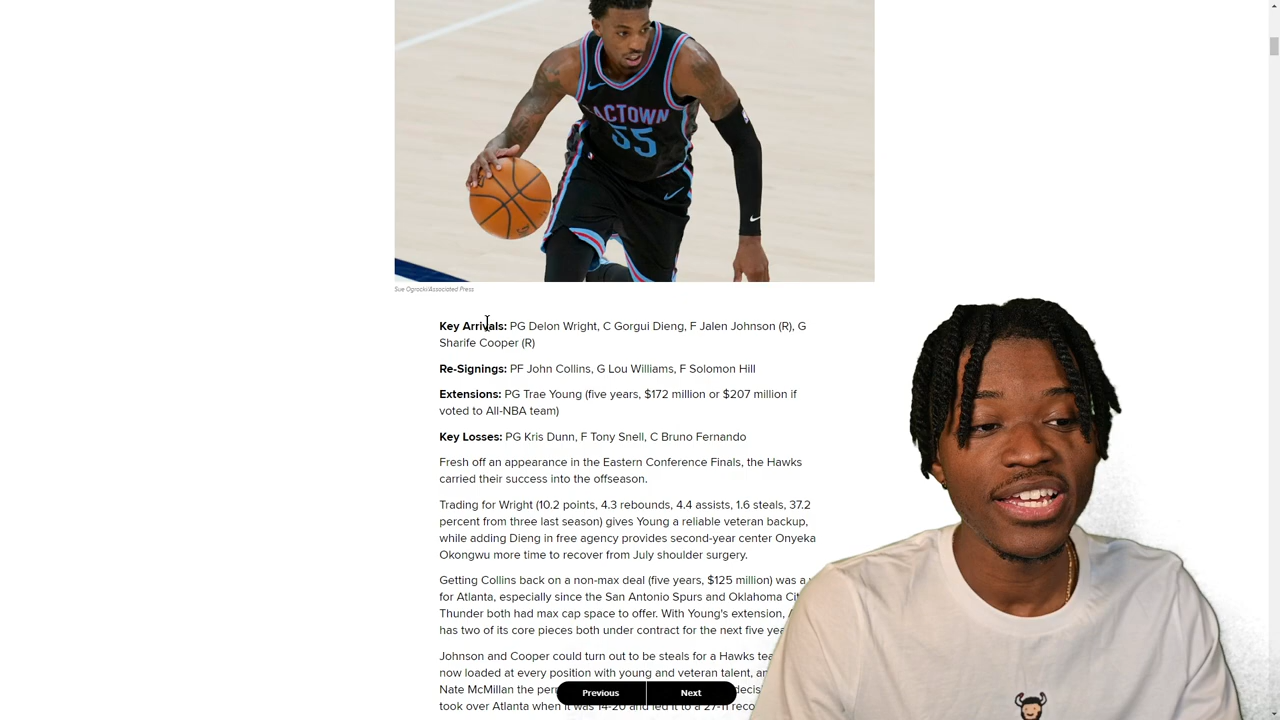 ACTOWN
55
Sue Ogrocki/Associated Press
Key Arrivals: PG Delon Wright, C Gorgui Dieng, F Jalen Johnson (R), G
Sharife Cooper (R)
Re-Signings: PF John Collins, G Lou Williams, F Solomon Hill
Extensions: PG Trae Young (five years, $172 million or $207 million if
voted to All-NBA team)
Key Losses: PG Kris Dunn, F Tony Snell, C Bruno Fernando
Fresh off an appearance in the Eastern Conference Finals, the Hawks
carried their success into the offseason.
Trading for Wright (10.2 points, 4.3 rebounds, 4.4 assists, 1.6 steals, 37.2
percent from three last season) gives Young a reliable veteran backup,
while adding Dieng in free agency provides second-year center Onyeka
Okongwu more time to recover from July shoulder surgery.
Getting Collins back on a non-max deal (five years, $125 million) was a
for Atlanta, especially since the San Antonio Spurs and Oklahoma Cit
Thunder both had max cap space to offer. With Young's extension,
has two of its core pieces both under contract for the next five yea
Johnson and Cooper could turn out to be steals for a Hawks tea
now loaded at every position with young and veteran talent, an
Nate McMillan the per decis
Previous Next
took over Atlanta when it was 14-20 and led it to a 27-11 reco